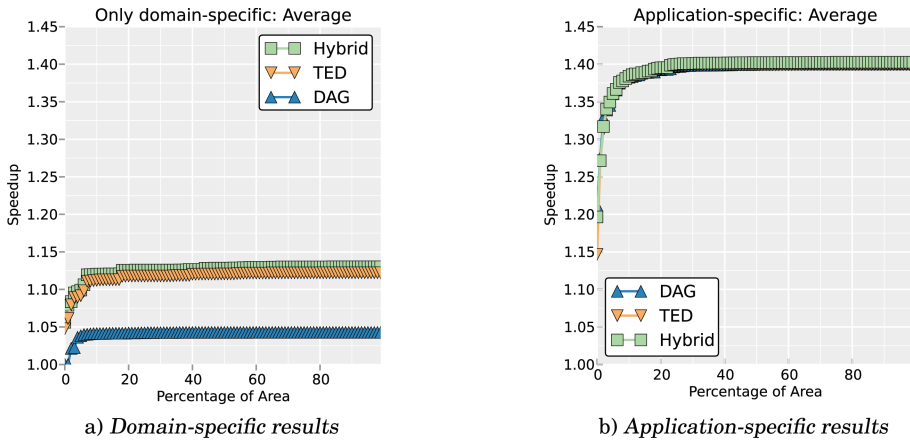 Only domain-specific: Average
1.45
1.40
1.35
1.30
1.25
1.20
1.15
1.10
1.05
1.00
Speedup
Hybrid
TED
DAG
0 20 40 60 80
Percentage of Area
a) Domain-specific results
Application-specific: Average
1.45
1.40
1.35
1.30
1.25
1.20
1.15
1.10
1.05
1.00
Speedup
DAG
TED
Hybrid
0 20 40 60 80
Percentage of Area
b) Application-specific results